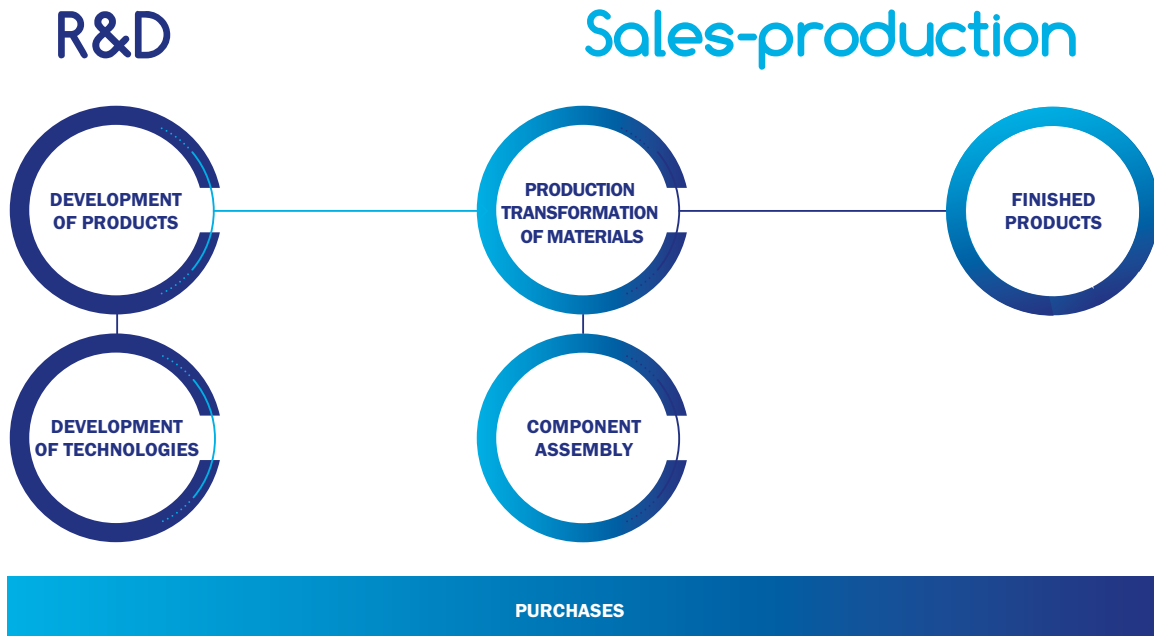 R&D
Sales-production
DEVELOPMENT
OF PRODUCTS
PRODUCTION
TRANSFORMATION
OF MATERIALS
FINISHED
PRODUCTS
DEVELOPMENT
OF TECHNOLOGIES
COMPONENT
ASSEMBLY
PURCHASES